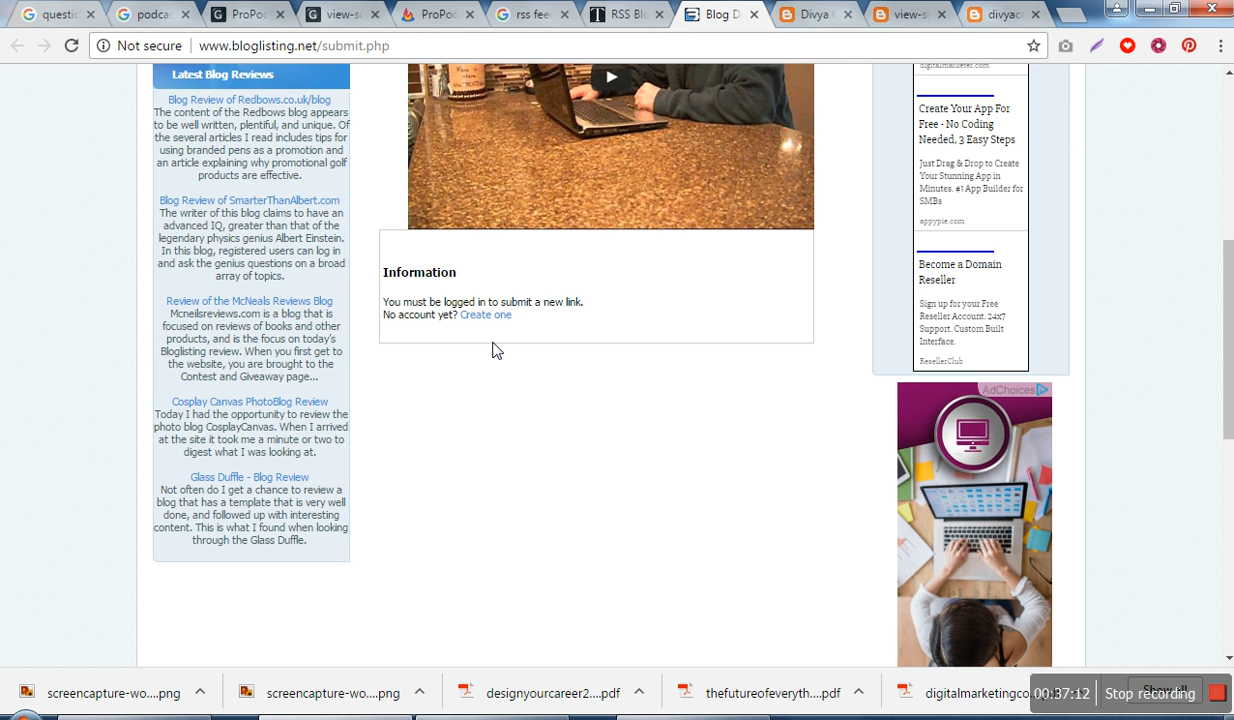 questic
podcas
ProPod
view-so
ProPoc
rss fee
RSS Blo
Blog D
Divya
view-so
divyac
Not secure
www.bloglisting.net/submit.php
Latest Blog Reviews
Blog Review of Redbows.co.uk/blog
The content of the Redbows blog appears
to be well written, plentiful, and unique. Of
the several articles I read includes tips for
using branded pens as a promotion and
an article explaining why promotional golf
products are effective.
Blog Review of SmarterThanAlbert.com
The writer of this blog claims to have an
advanced IQ, greater than that of the
legendary physics genius Albert Einstein.
In this blog, registered users can log in
and ask the genius questions on a broad
array of topics.
Review of the McNeals Reviews Blog
Mcneilsreviews.com is a blog that is
focused on reviews of books and other
products, and is the focus on today's
Bloglisting review. When you first get to
the website, you are brought to the
Contest and Giveaway page...
Cosplay Canvas PhotoBlog Review
Today I had the opportunity to review the
photo blog CosplayCanvas. When I arrived
at the site it took me a minute or two to
digest what I was looking at.
Glass Duffle - Blog Review
Not often do I get a chance to review a
blog that has a template that is very well
done, and followed up with interesting
content. This is what I found when looking
through the Glass Duffle.
Information
You must be logged in to submit a new link.
No account yet? Create one
digitalmarketer.com
Create Your App For
Free - No Coding
Needed, 3 Easy Steps
Just Drag & Drop to Create
Your Stunning App in
Minutes. #1 App Builder for
SMBs
appypie.com
Become a Domain
Reseller
Sign up for your Free
Reseller Account. 24x7
Support. Custom Built
Interface.
ResellerClub
AdChoices
screencapture-wo....png
screencapture-wo....png
designyourcareer2....pdf
thefutureofeveryth....pdf
digitalmarketingco
Show all
00:37:12
Stop recording